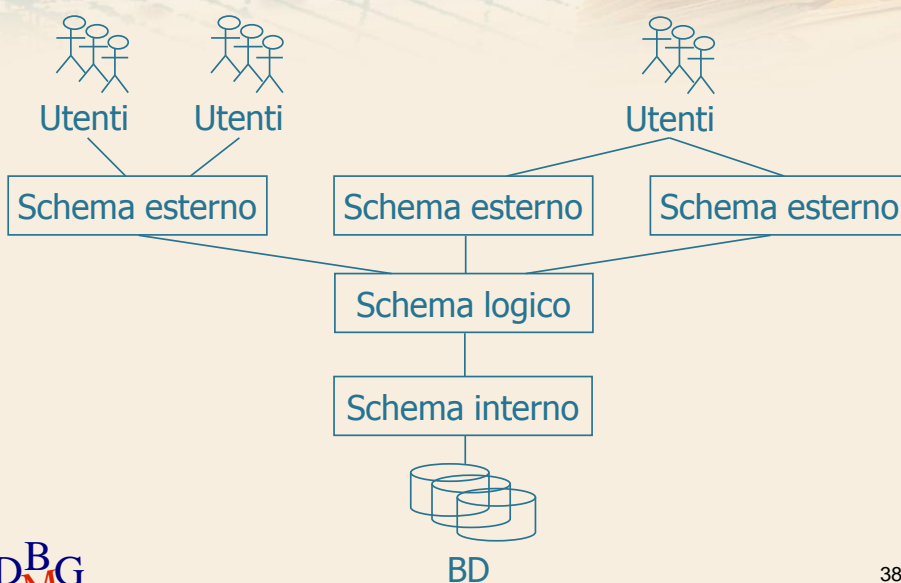 Utenti Utenti Utenti
Schema esterno Schema esterno Schema esterno
Schema logico
Schema interno
BD
DBMG
38